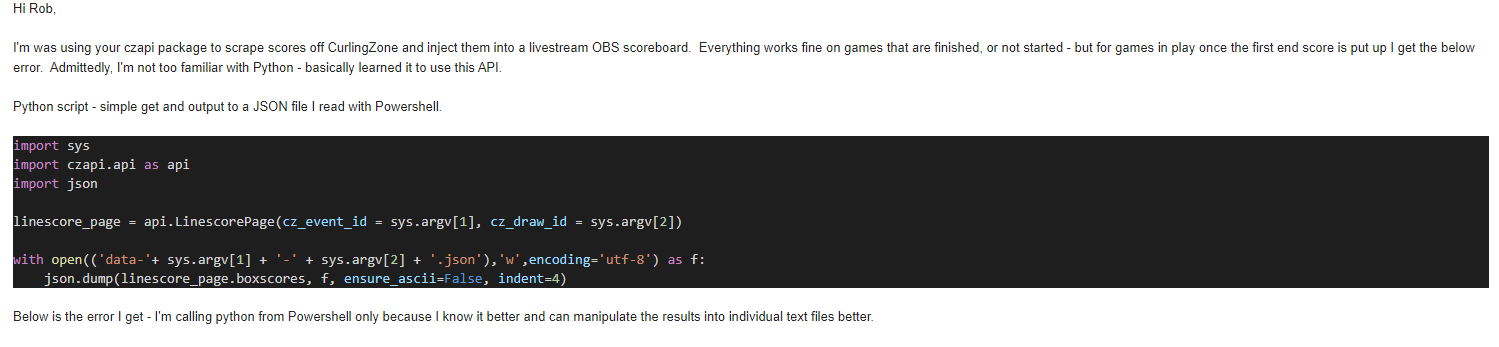 Hi Rob,
I'm was using your czapi package to scrape scores off CurlingZone and inject them into a livestream OBS scoreboard.  Everything works fine on games that are finished, or not started - but for games in play once the first end score is put up I get the below
error.  Admittedly, I'm not too familiar with Python - basically learned it to use this API.
Python script - simple get and output to a JSON file I read with Powershell.
import sys
import czapi.api as api
import json
linescore_page = api.LinescorePage(cz_event_id = sys.argv[1], cz_draw_id = sys.argv[2])
with open(('data-'+ sys.argv[1] + '-' + sys.argv[2] + '.json'),'w',encoding='utf-8') as f:
    json.dump(linescore_page.boxscores, f, ensure_ascii=False, indent=4)
Below is the error I get - I'm calling python from Powershell only because I know it better and can manipulate the results into individual text files better.